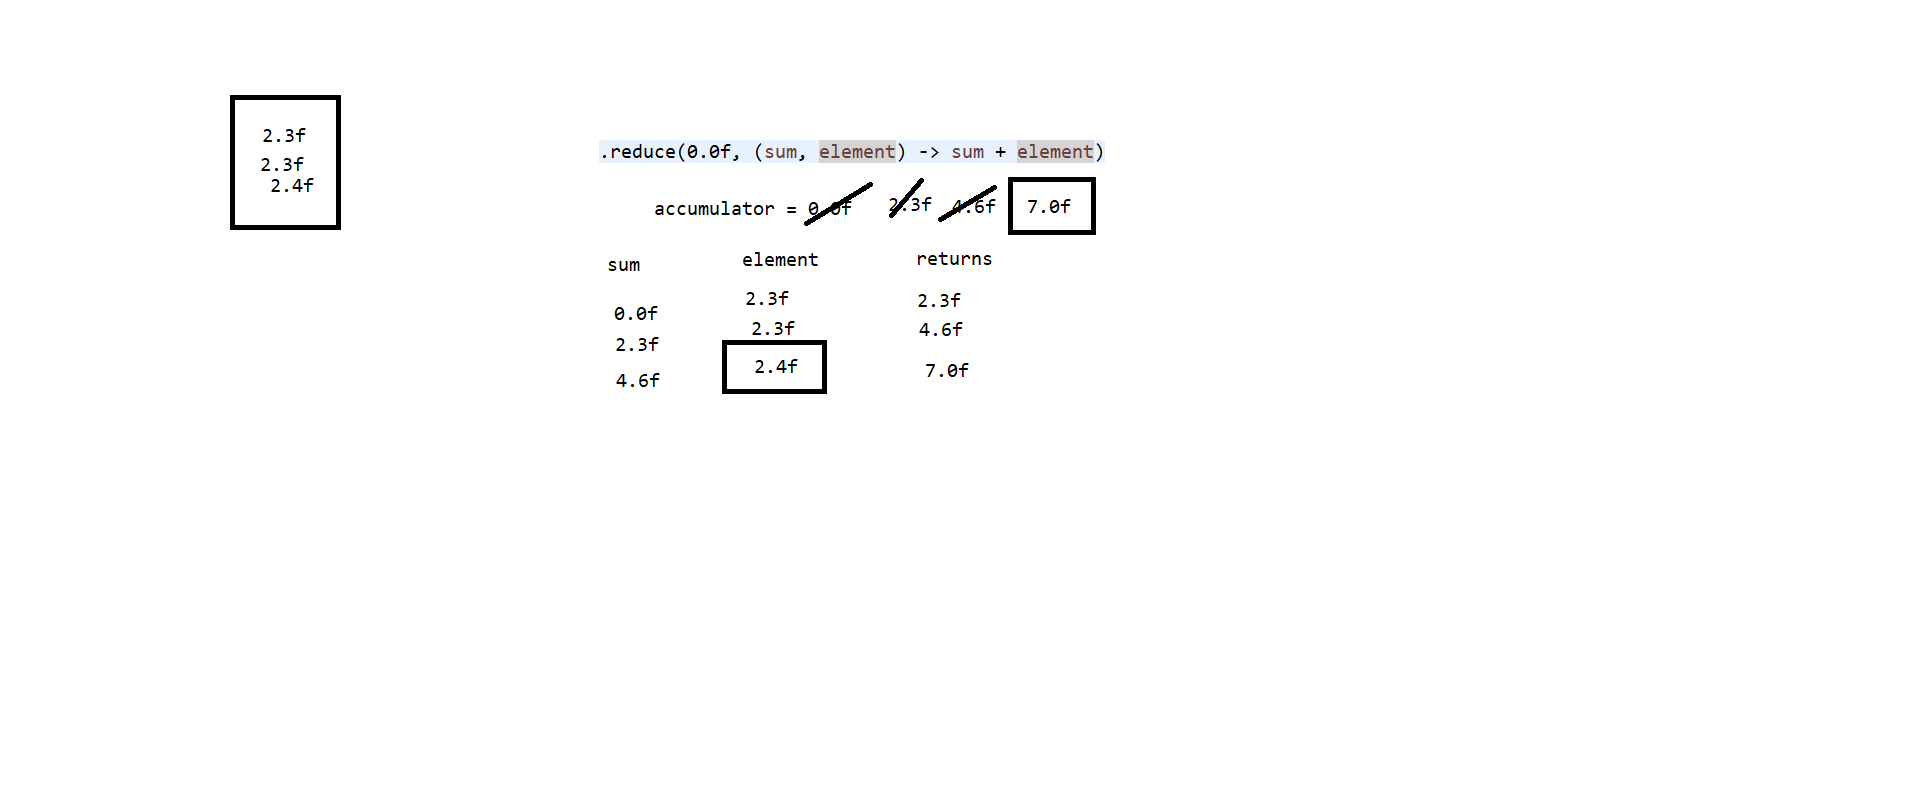 2.3f
2.3f
2.4f
.reduce(0.0f, (sum, element) -> sum + element)
accumulator = 0.0f 2.3f 4.6f 7.0f
sum element returns
0.0f 2.3f 2.3f
2.3f 2.3f 4.6f
4.6f 2.4f 7.0f